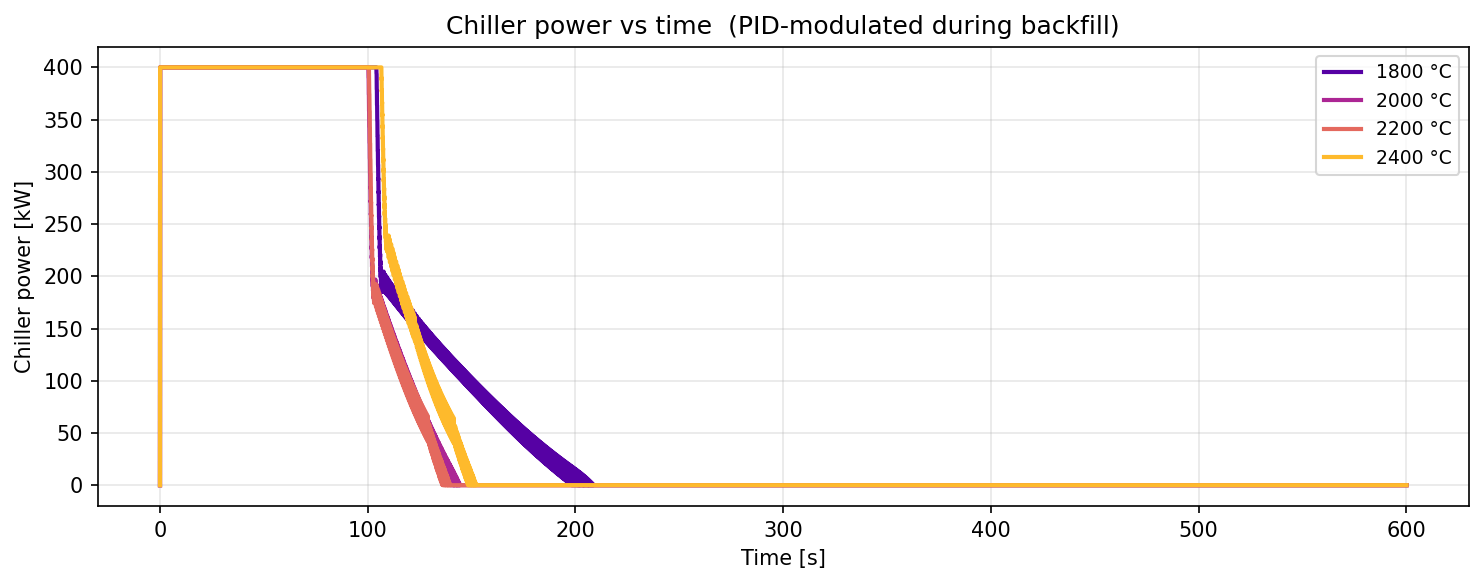 Chiller power vs time  (PID-modulated during backfill)
Chiller power [kW]
400
350
300
250
200
150
100
50
0
1800 °C
2000 °C
2200 °C
2400 °C
0 100 200 300 400 500 600
Time [s]